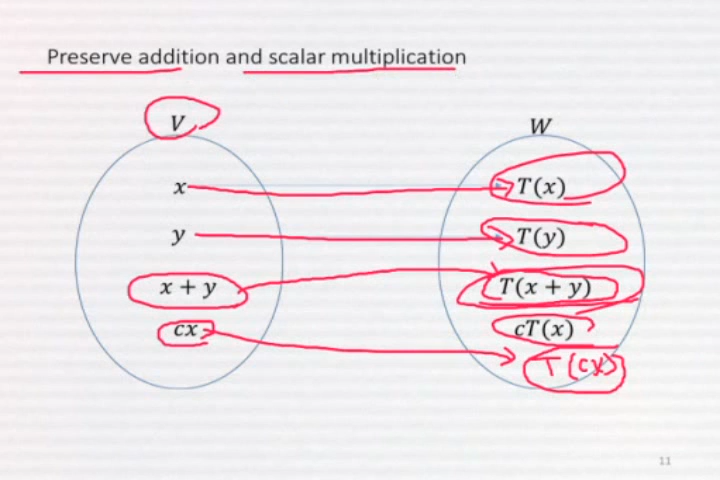 Preserve addition and scalar multiplication
V W
x T(x)
y T(y)
x + y T(x + y)
cx cT(x)
T(cx)
11